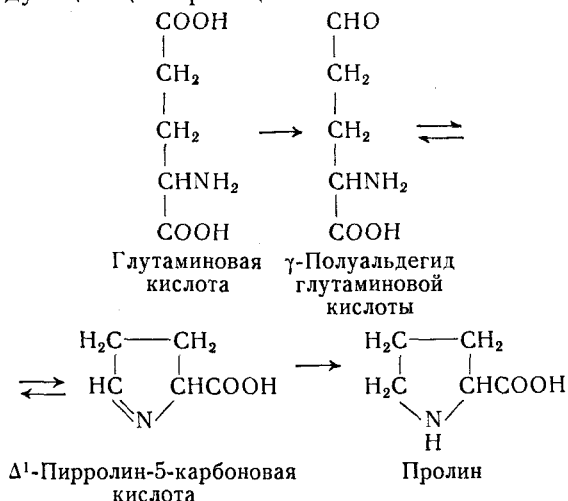 COOH CHO
CH₂ CH₂
CH₂ CH₂
CHNH₂ CHNH₂
COOH COOH
Глутаминовая γ-Полуальдегид
кислота глутаминовой
кислоты
H₂C CH₂ H₂C CH₂
HC CHCOOH H₂C CHCOOH
N N
H
Δ¹-Пирролин-5-карбоновая Пролин
кислота